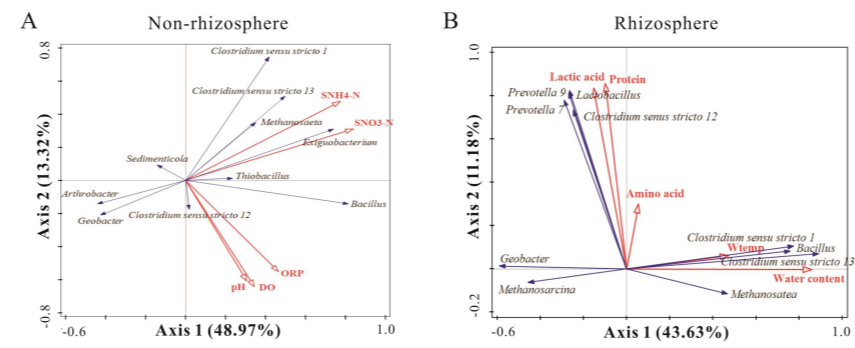 A
Non-rhizosphere
0.8
Axis 2 (13.32%)
-0.8
Clostridium sensu stricto 1
Clostridium sensu stricto 13
SNH4-N
Methanosaeta
SNO3-N
Exiguobacterium
Sedimenticola
Thiobacillus
Arthrobacter
Bacillus
Geobacter
Clostridium sensu stricto 12
ORP
pH
DO
-0.6
Axis 1 (48.97%)
1.0
B
Rhizosphere
1.0
Axis 2 (11.18%)
-0.2
Lactic acid
Protein
Prevotella 9
Lactobacillus
Prevotella 7
Clostridium senus stricto 12
Amino acid
Clostridium sensu stricto 1
Wtemp
Bacillus
Geobacter
Clostridium sensu stricto 13
Water content
Methanosarcina
Methanosatea
-0.6
Axis 1 (43.63%)
1.0